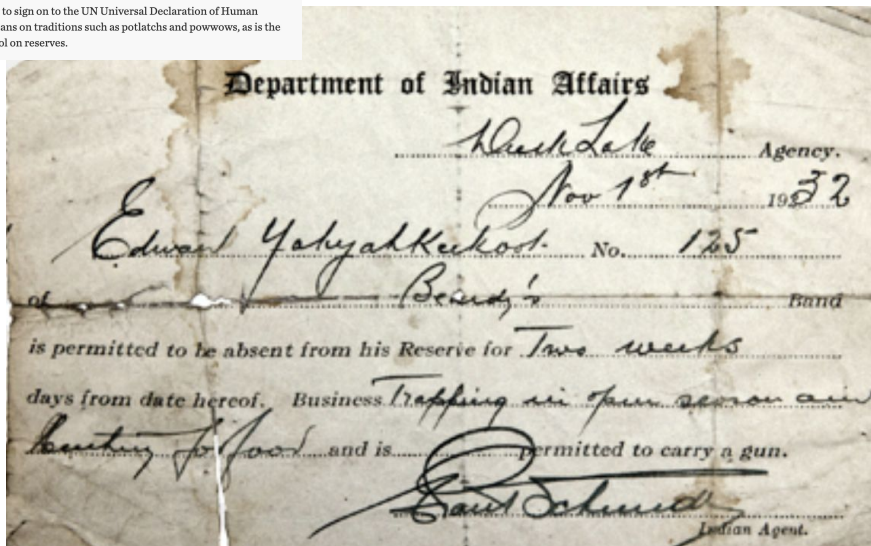 to sign on to the UN Universal Declaration of Human
ans on traditions such as potlatchs and powwows, as is the
ol on reserves.
Department of Indian Affairs
Duck Lake Agency.
Nov 1st 1932
Edward Yahyahkeekoot No. 125
of Beardy's Band
is permitted to be absent from his Reserve for Two weeks
days from date hereof. Business Trapping in open season and
hunting for food and is permitted to carry a gun.
Schmidt
Indian Agent.